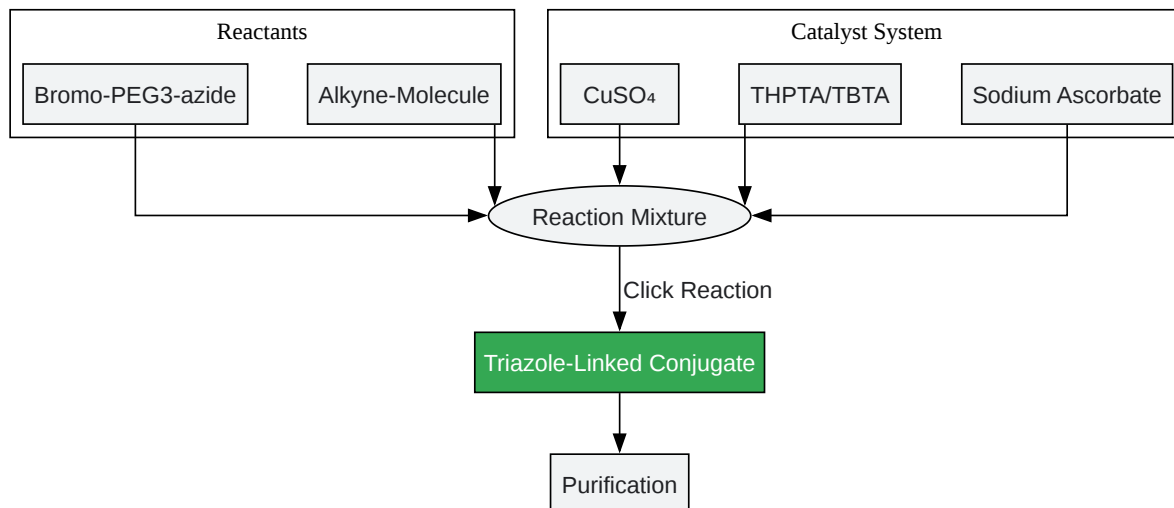 Reactants
Catalyst System
Bromo-PEG3-azide
Alkyne-Molecule
CuSO₄
THPTA/TBTA
Sodium Ascorbate
Reaction Mixture
Click Reaction
Triazole-Linked Conjugate
Purification